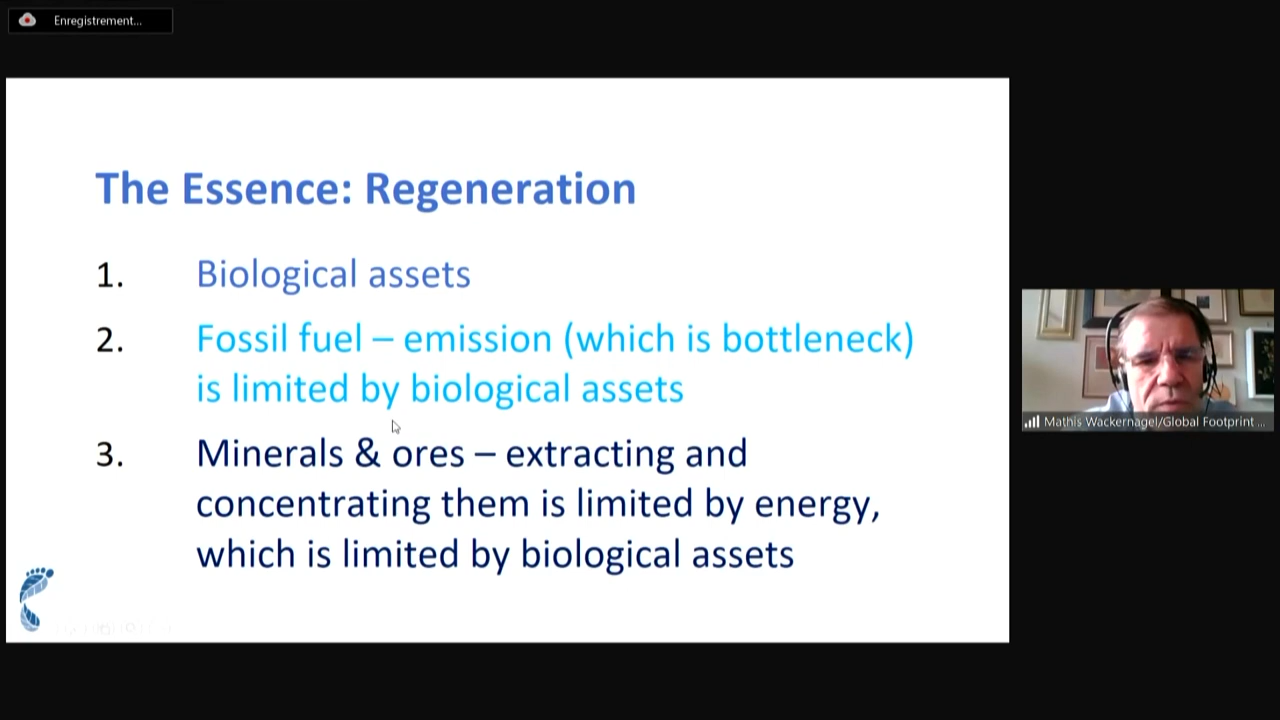 Enregistrement...
The Essence: Regeneration
1. Biological assets
2. Fossil fuel – emission (which is bottleneck)
is limited by biological assets
3. Minerals & ores – extracting and
concentrating them is limited by energy,
which is limited by biological assets
Mathis Wackernagel/Global Footprint ...